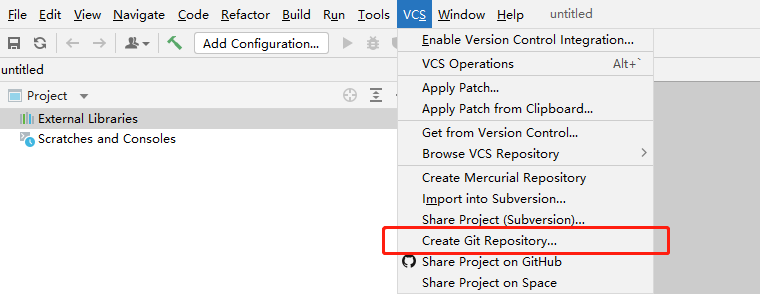 File Edit View Navigate Code Refactor Build Run Tools VCS Window Help untitled
Add Configuration...
untitled
Project
External Libraries
Scratches and Consoles
Enable Version Control Integration...
VCS Operations Alt+`
Apply Patch...
Apply Patch from Clipboard...
Get from Version Control...
Browse VCS Repository
Create Mercurial Repository
Import into Subversion...
Share Project (Subversion)...
Create Git Repository...
Share Project on GitHub
Share Project on Space